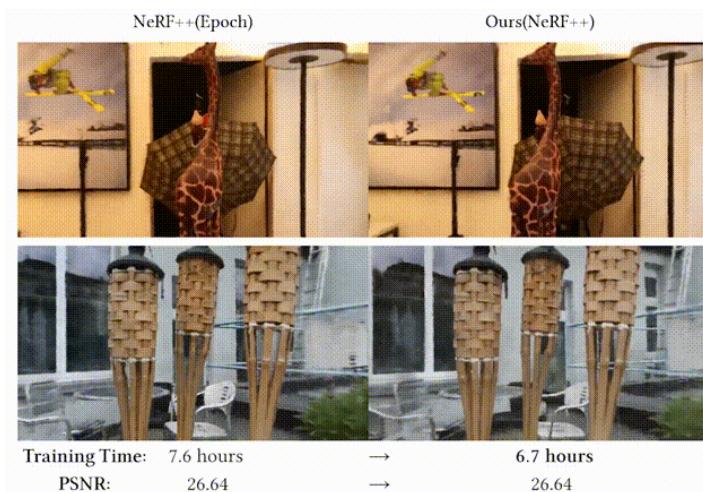 NeRF++(Epoch) Ours(NeRF++)
Training Time: 7.6 hours → 6.7 hours
PSNR: 26.64 → 26.64